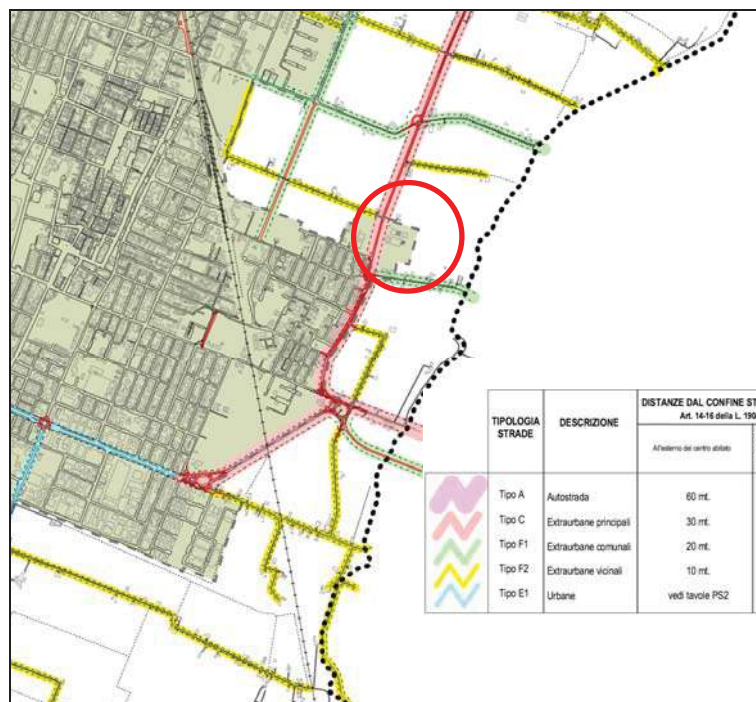 DISTANZE DAL CONFINE ST
Art. 14-16 della L. 190
TIPOLOGIA STRADE
DESCRIZIONE
All'esterno del centro abitato
Tipo A Autostrada 60 mt.
Tipo C Extraurbane principali 30 mt.
Tipo F1 Extraurbane comunali 20 mt.
Tipo F2 Extraurbane vicinali 10 mt.
Tipo E1 Urbane vedi tavole PS2